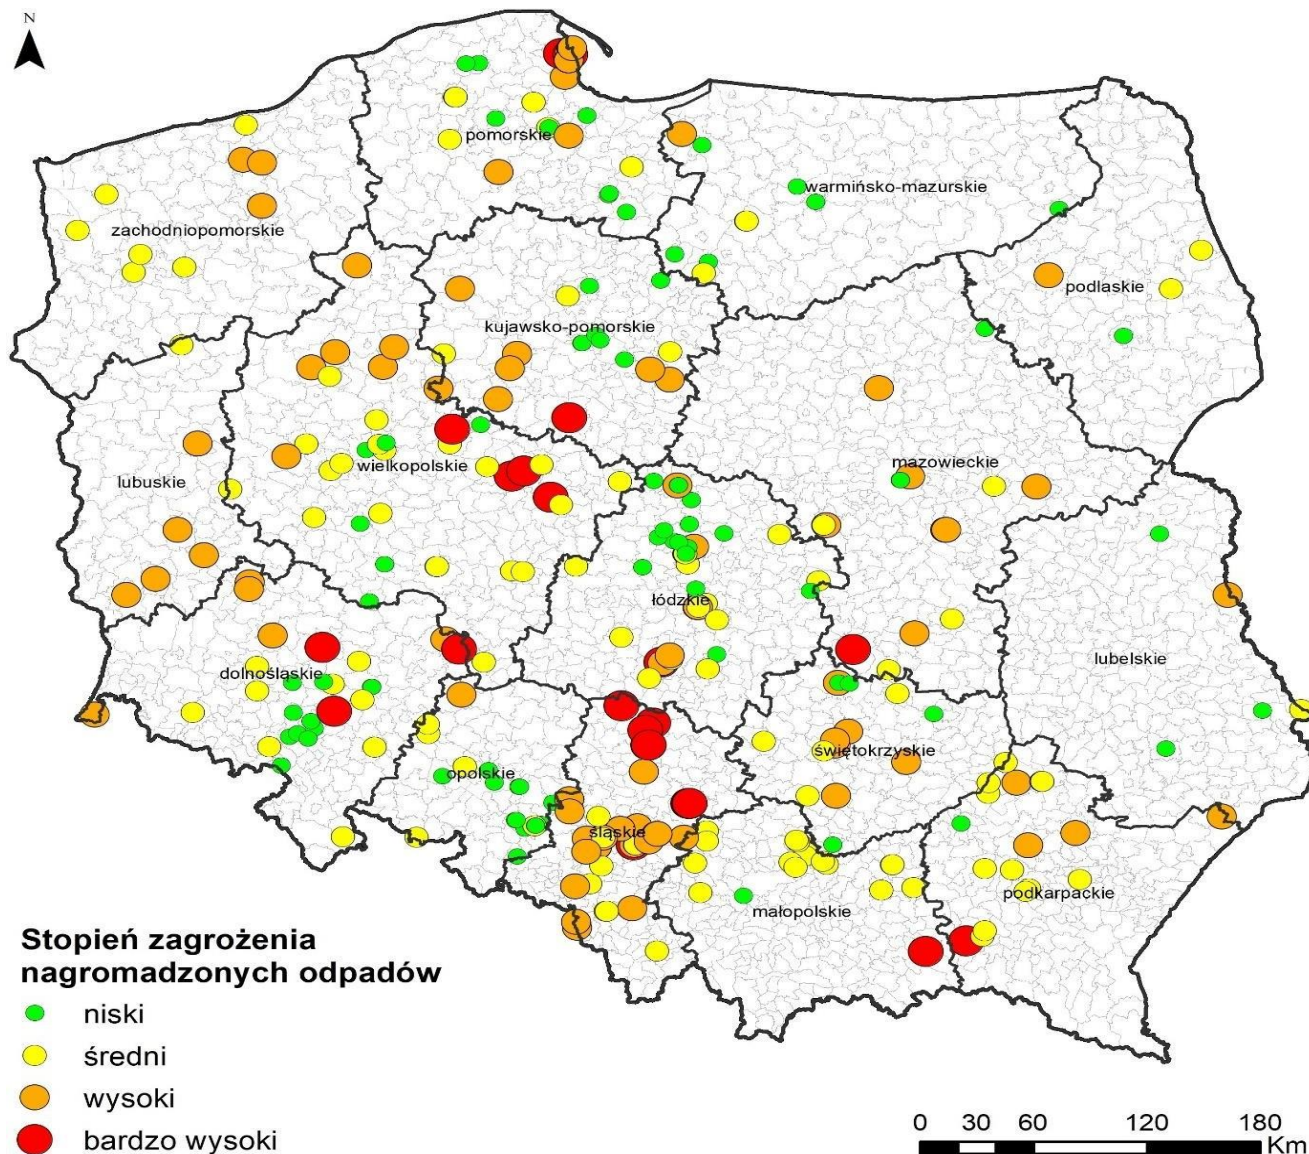 N
pomorskie
warmińsko-mazurskie
zachodniopomorskie
podlaskie
kujawsko-pomorskie
mazowieckie
wielkopolskie
lubuskie
łódzkie
lubelskie
dolnośląskie
świętokrzyskie
opolskie
śląskie
podkarpackie
małopolskie
Stopień zagrożenia
nagromadzonych odpadów
niski
średni
wysoki
bardzo wysoki
0 30 60 120 180
Km